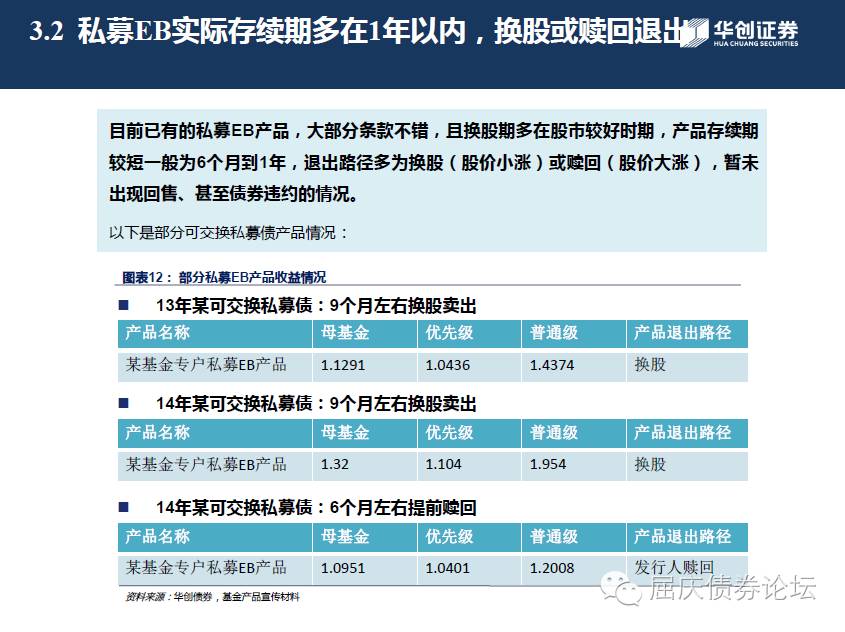 3.2 私募EB实际存续期多在1年以内，换股或赎回退出
华创证券
HUA CHUANG SECURITIES
目前已有的私募EB产品，大部分条款不错，且换股期多在股市较好时期，产品存续期
较短一般为6个月到1年，退出路径多为换股（股价小涨）或赎回（股价大涨），暂未
出现回售、甚至债券违约的情况。
以下是部分可交换私募债产品情况：
图表12： 部分私募EB产品收益情况
■ 13年某可交换私募债：9个月左右换股卖出
产品名称 母基金 优先级 普通级 产品退出路径
某基金专户私募EB产品 1.1291 1.0436 1.4374 换股
■ 14年某可交换私募债：9个月左右换股卖出
产品名称 母基金 优先级 普通级 产品退出路径
某基金专户私募EB产品 1.32 1.104 1.954 换股
■ 14年某可交换私募债：6个月左右提前赎回
产品名称 母基金 优先级 普通级 产品退出路径
某基金专户私募EB产品 1.0951 1.0401 1.2008 发行人赎回
资料来源：华创债券，基金产品宣传材料
屈庆债券论坛